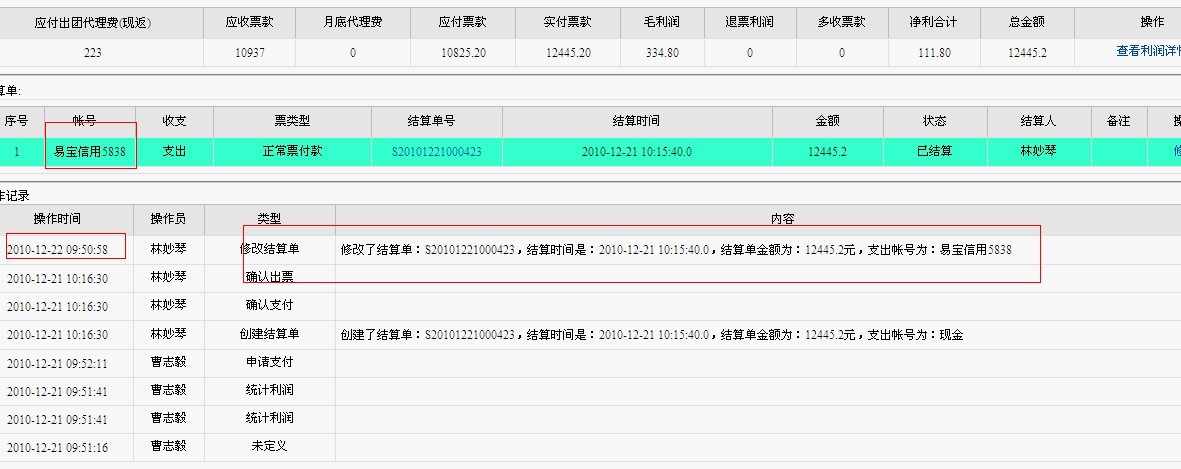 应付出团代理费(现返) 应收票款 月底代理费 应付票款 实付票款 毛利润 退票利润 多收票款 净利合计 总金额 操作
223 10937 0 10825.20 12445.20 334.80 0 0 111.80 12445.2 查看利润详
算单:
序号 帐号 收支 票类型 结算单号 结算时间 金额 状态 结算人 备注
1 易宝信用5838 支出 正常票付款 S20101221000423 2010-12-21 10:15:40.0 12445.2 已结算 林妙琴
作记录
操作时间 操作员 类型 内容
2010-12-22 09:50:58 林妙琴 修改结算单 修改了结算单：S20101221000423，结算时间是：2010-12-21 10:15:40.0，结算单金额为：12445.2元，支出帐号为：易宝信用5838
2010-12-21 10:16:30 林妙琴 确认出票
2010-12-21 10:16:30 林妙琴 确认支付
2010-12-21 10:16:30 林妙琴 创建结算单 创建了结算单：S20101221000423，结算时间是：2010-12-21 10:15:40.0，结算单金额为：12445.2元，支出帐号为：现金
2010-12-21 09:52:11 曹志毅 申请支付
2010-12-21 09:51:41 曹志毅 统计利润
2010-12-21 09:51:41 曹志毅 统计利润
2010-12-21 09:51:16 曹志毅 未定义